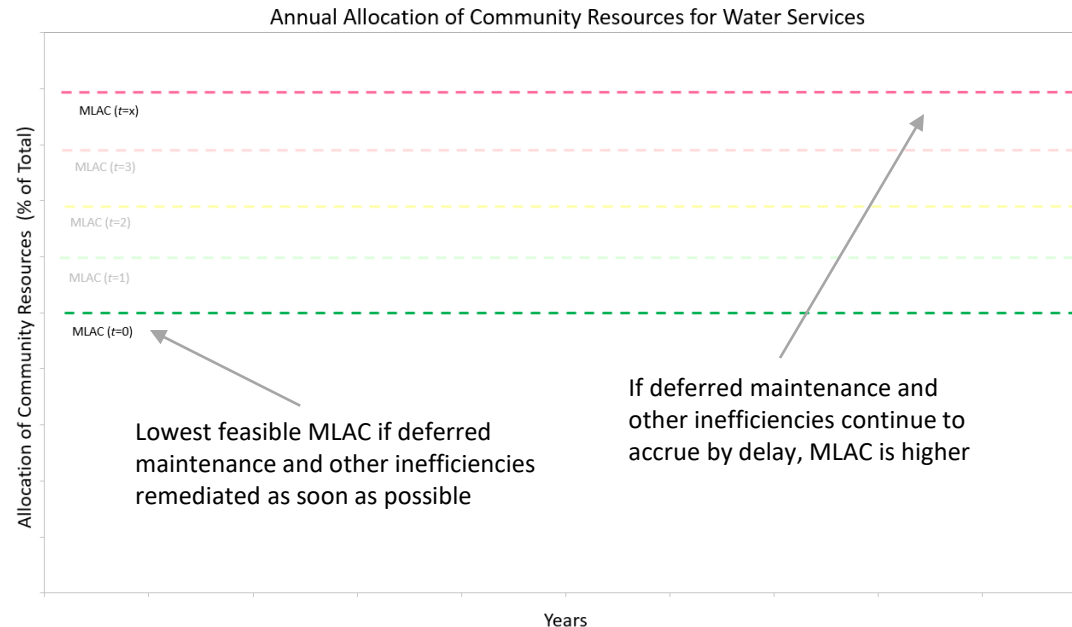 Annual Allocation of Community Resources for Water Services
Allocation of Community Resources (% of Total)
MLAC (t=x)
MLAC (t=3)
MLAC (t=2)
MLAC (t=1)
MLAC (t=0)
Lowest feasible MLAC if deferred
maintenance and other inefficiencies
remediated as soon as possible
If deferred maintenance and
other inefficiencies continue to
accrue by delay, MLAC is higher
Years